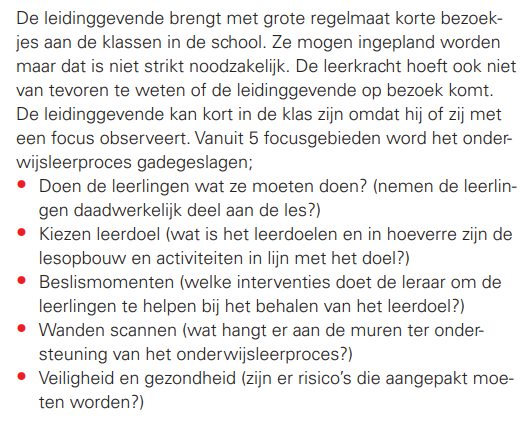 De leidinggevende brengt met grote regelmaat korte bezoek-
jes aan de klassen in de school. Ze mogen ingepland worden
maar dat is niet strikt noodzakelijk. De leerkracht hoeft ook niet
van tevoren te weten of de leidinggevende op bezoek komt.
De leidinggevende kan kort in de klas zijn omdat hij of zij met
een focus observeert. Vanuit 5 focusgebieden word het onder-
wijsleerproces gadegeslagen;
• Doen de leerlingen wat ze moeten doen? (nemen de leerlin-
gen daadwerkelijk deel aan de les?)
• Kiezen leerdoel (wat is het leerdoelen en in hoeverre zijn de
lesopbouw en activiteiten in lijn met het doel?)
• Beslismomenten (welke interventies doet de leraar om de
leerlingen te helpen bij het behalen van het leerdoel?)
• Wanden scannen (wat hangt er aan de muren ter onder-
steuning van het onderwijsleerproces?)
• Veiligheid en gezondheid (zijn er risico's die aangepakt moe-
ten worden?)